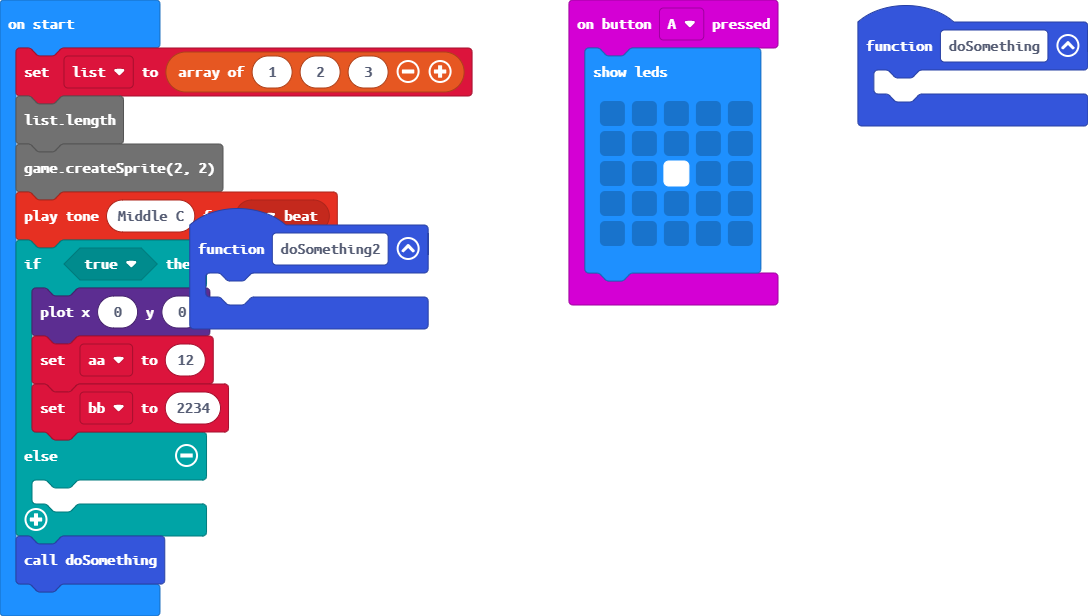 on start
set list to array of 1 2 3
list.length
game.createSprite(2, 2)
play tone Middle C beat
if true the
plot x 0 y 0
set aa to 12
set bb to 2234
else
call doSomething
function doSomething2
on button A pressed
show leds
function doSomething